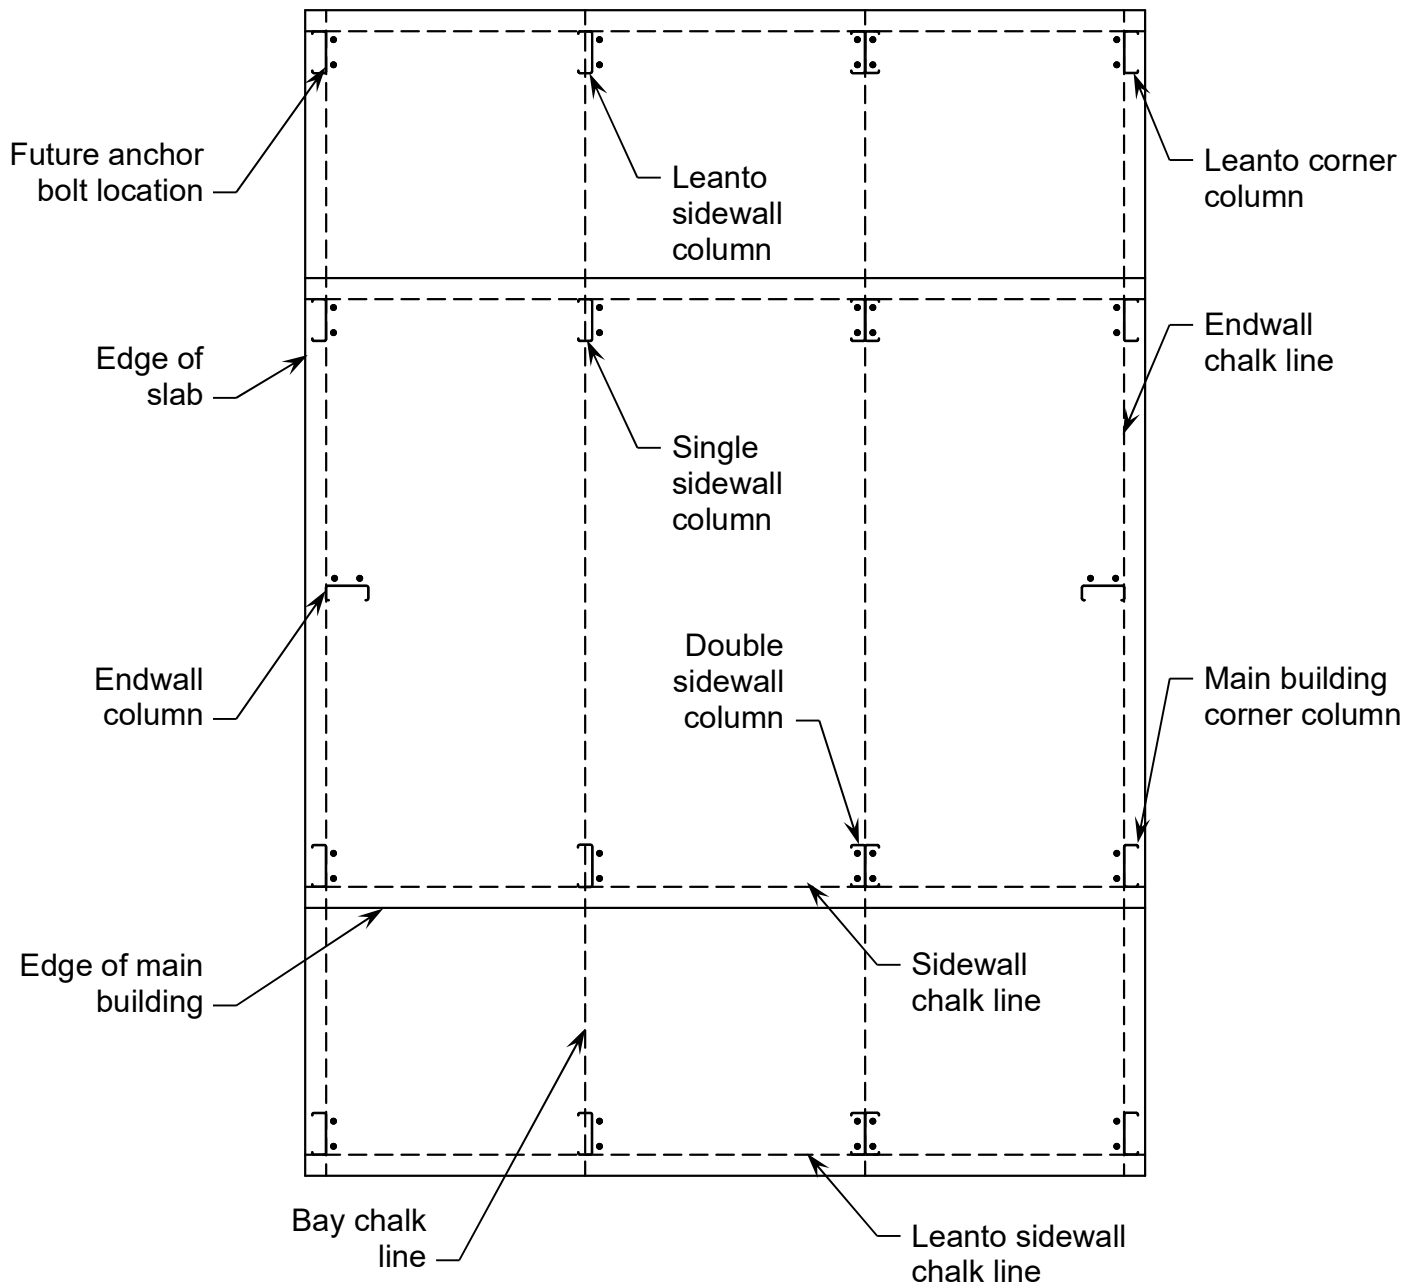 Future anchor
bolt location
Leanto
sidewall
column
Leanto corner
column
Edge of
slab
Endwall
chalk line
Single
sidewall
column
Endwall
column
Double
sidewall
column
Main building
corner column
Edge of main
building
Sidewall
chalk line
Bay chalk
line
Leanto sidewall
chalk line